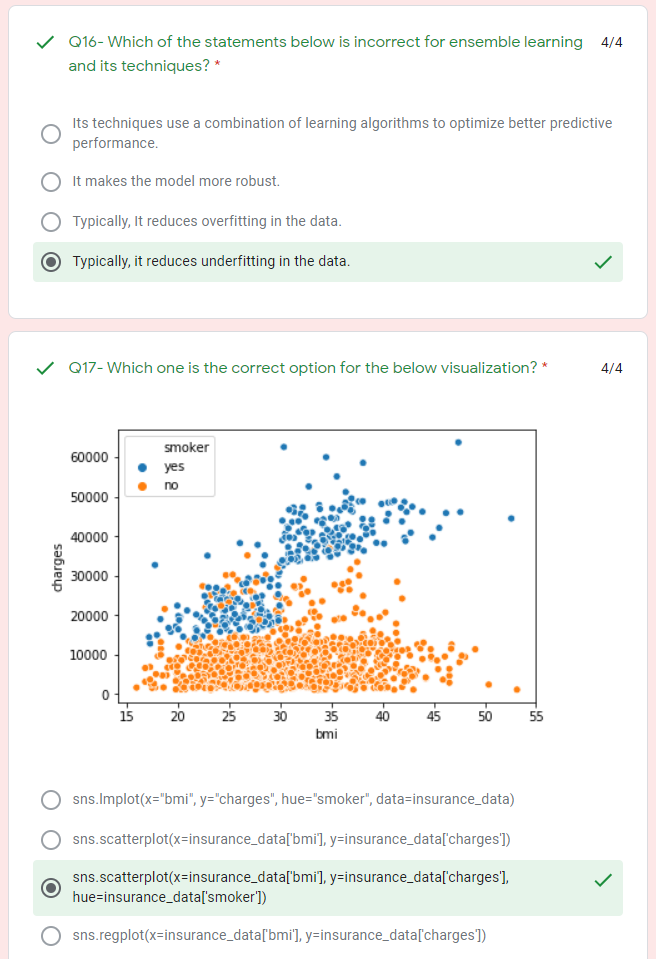 Q16- Which of the statements below is incorrect for ensemble learning
and its techniques? *
4/4
Its techniques use a combination of learning algorithms to optimize better predictive
performance.
It makes the model more robust.
Typically, It reduces overfitting in the data.
Typically, it reduces underfitting in the data.
Q17- Which one is the correct option for the below visualization? *
4/4
smoker
yes
no
60000
50000
40000
30000
20000
10000
0
charges
15 20 25 30 35 40 45 50 55
bmi
sns.lmplot(x="bmi", y="charges", hue="smoker", data=insurance_data)
sns.scatterplot(x=insurance_data['bmi'], y=insurance_data['charges'])
sns.scatterplot(x=insurance_data['bmi'], y=insurance_data['charges'],
hue=insurance_data['smoker'])
sns.regplot(x=insurance_data['bmi'], y=insurance_data['charges'])